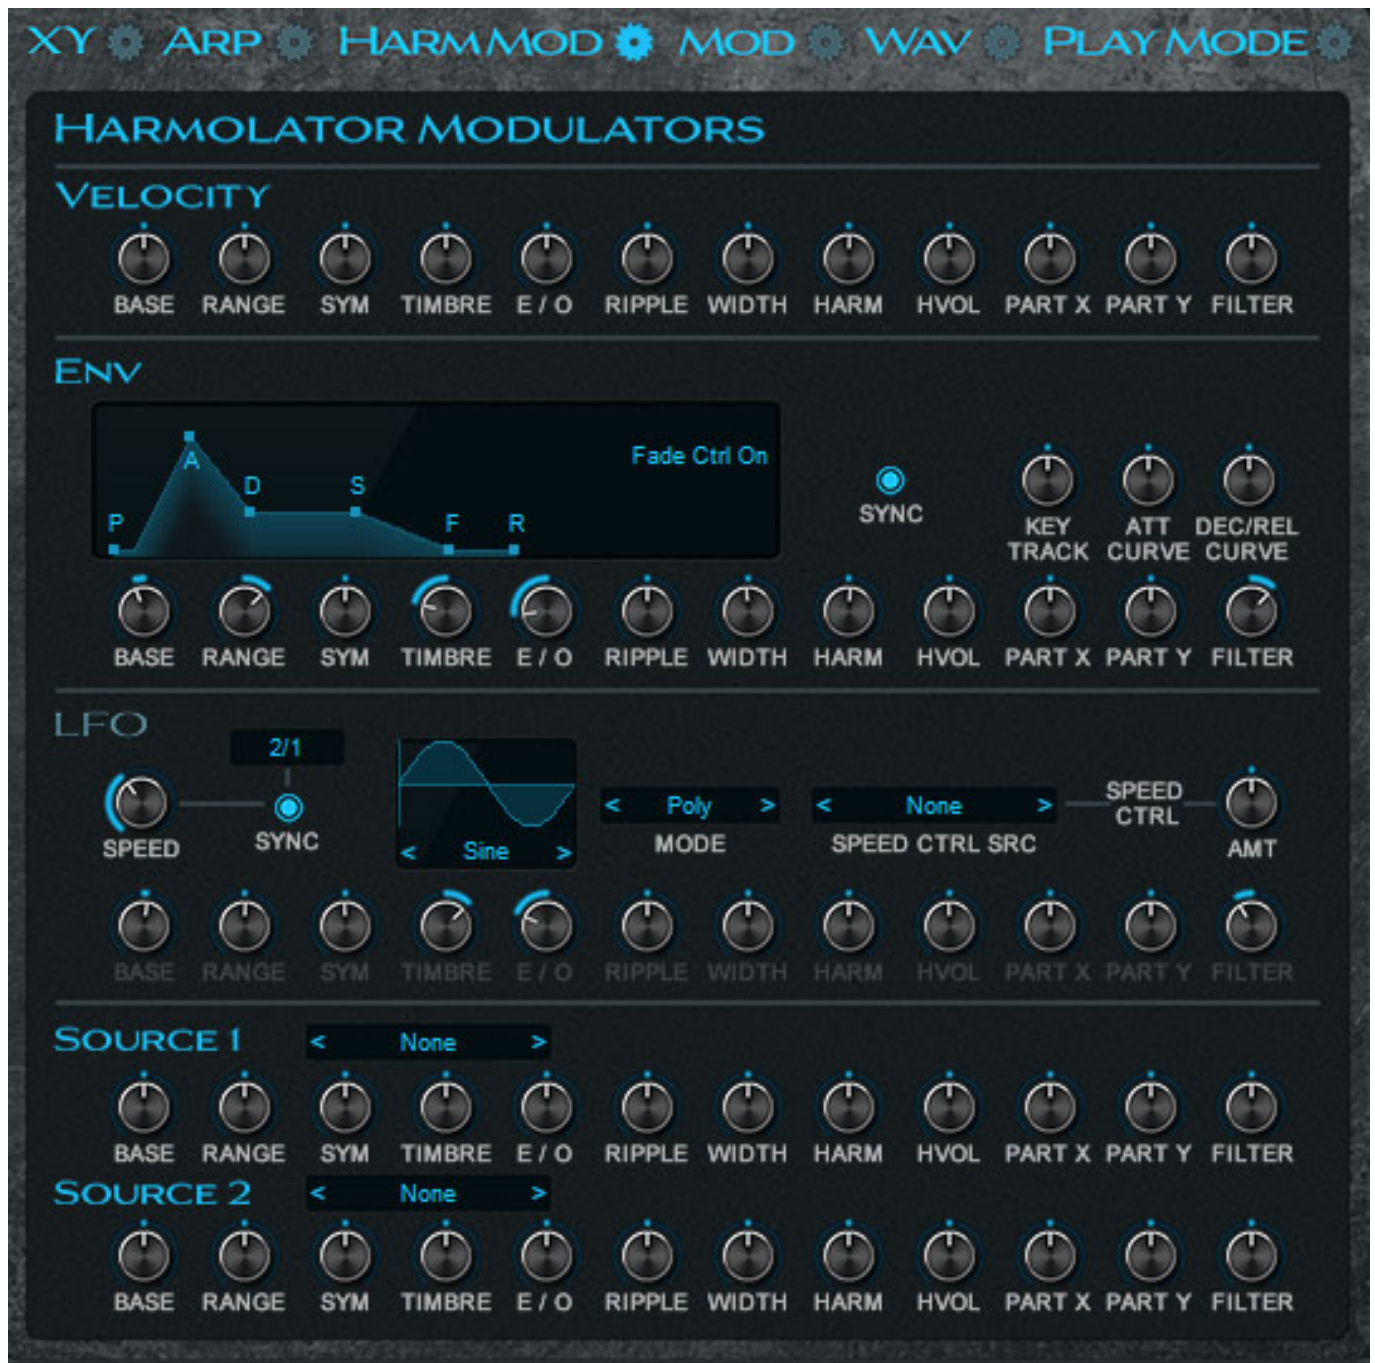 XY ARP HARM MOD MOD WAV PLAY MODE
HARMOLATOR MODULATORS
VELOCITY
BASE RANGE SYM TIMBRE E / O RIPPLE WIDTH HARM HVOL PART X PART Y FILTER
ENV
A
D
S
P
F
R
Fade Ctrl On
SYNC
KEY
TRACK
ATT
CURVE
DEC/REL
CURVE
BASE RANGE SYM TIMBRE E / O RIPPLE WIDTH HARM HVOL PART X PART Y FILTER
LFO
2/1
SPEED
SYNC
< Sine >
< Poly >
MODE
< None >
SPEED CTRL SRC
SPEED
CTRL
AMT
BASE RANGE SYM TIMBRE E / O RIPPLE WIDTH HARM HVOL PART X PART Y FILTER
SOURCE 1
< None >
BASE RANGE SYM TIMBRE E / O RIPPLE WIDTH HARM HVOL PART X PART Y FILTER
SOURCE 2
< None >
BASE RANGE SYM TIMBRE E / O RIPPLE WIDTH HARM HVOL PART X PART Y FILTER